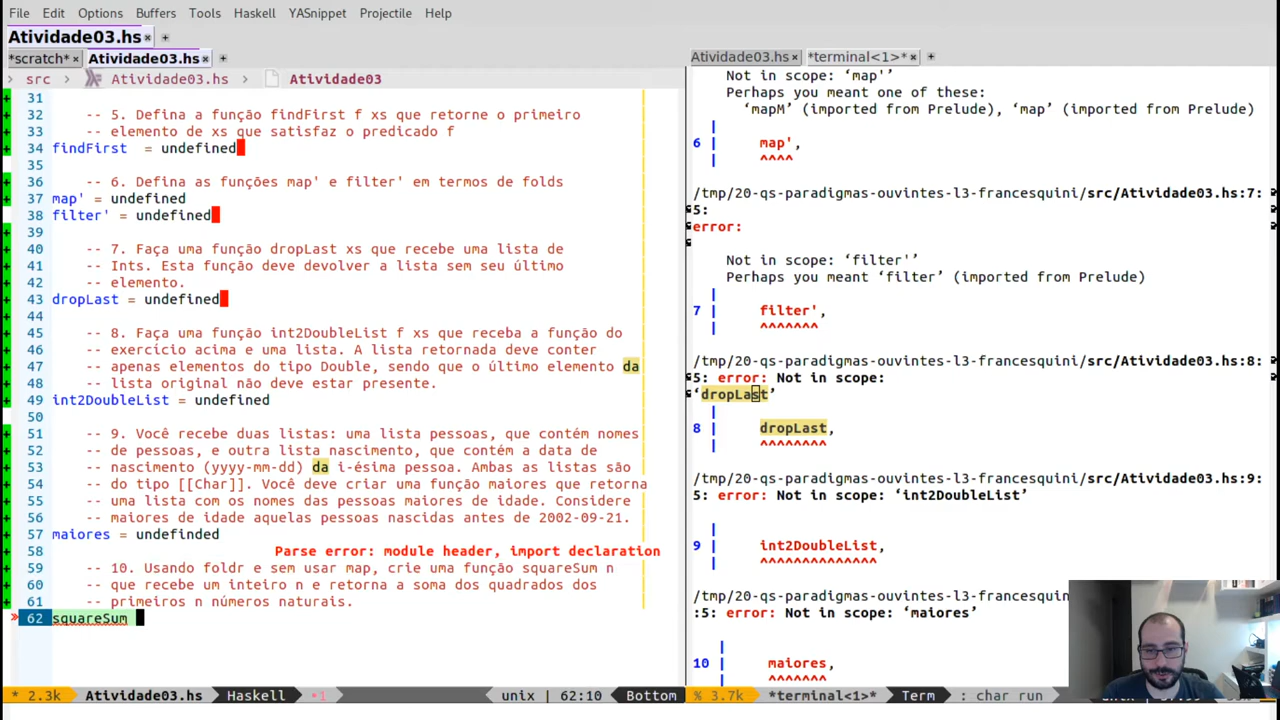 File Edit Options Buffers Tools Haskell YASnippet Projectile Help
Atividade03.hs × +
*scratch* × Atividade03.hs × +
src > Atividade03.hs > Atividade03
31
32 -- 5. Defina a função findFirst f xs que retorne o primeiro
33 -- elemento de xs que satisfaz o predicado f
34 findFirst  = undefined
35
36 -- 6. Defina as funções map' e filter' em termos de folds
37 map' = undefined
38 filter' = undefined
39
40 -- 7. Faça uma função dropLast xs que recebe uma lista de
41 -- Ints. Esta função deve devolver a lista sem seu último
42 -- elemento.
43 dropLast = undefined
44
45 -- 8. Faça uma função int2DoubleList f xs que receba a função do
46 -- exercício acima e uma lista. A lista retornada deve conter
47 -- apenas elementos do tipo Double, sendo que o último elemento da
48 -- lista original não deve estar presente.
49 int2DoubleList = undefined
50
51 -- 9. Você recebe duas listas: uma lista pessoas, que contém nomes
52 -- de pessoas, e outra lista nascimento, que contém a data de
53 -- nascimento (yyyy-mm-dd) da i-ésima pessoa. Ambas as listas são
54 -- do tipo [[Char]. Você deve criar uma função maiores que retorna
55 -- uma lista com os nomes das pessoas maiores de idade. Considere
56 -- maiores de idade aquelas pessoas nascidas antes de 2002-09-21.
57 maiores = undefinded
58 Parse error: module header, import declaration
59 -- 10. Usando foldr e sem usar map, crie uma função squareSum n
60 -- que recebe um inteiro n e retorna a soma dos quadrados dos
61 -- primeiros n números naturais.
62 squareSum
* 2.3k Atividade03.hs Haskell •1 unix | 62:10 Bottom
Atividade03.hs × *terminal<1>* × +
Not in scope: ‘map'’
Perhaps you meant one of these:
‘mapM’ (imported from Prelude), ‘map’ (imported from Prelude)
|
6 | map',
| ^^^^
/tmp/20-qs-paradigmas-ouvintes-l3-francesquini/src/Atividade03.hs:7:
5:
error:
Not in scope: ‘filter'’
Perhaps you meant ‘filter’ (imported from Prelude)
|
7 | filter',
| ^^^^^^^
/tmp/20-qs-paradigmas-ouvintes-l3-francesquini/src/Atividade03.hs:8:
5: error: Not in scope:
‘dropLast’
|
8 | dropLast,
| ^^^^^^^^
/tmp/20-qs-paradigmas-ouvintes-l3-francesquini/src/Atividade03.hs:9:
5: error: Not in scope: ‘int2DoubleList’
|
9 | int2DoubleList,
| ^^^^^^^^^^^^^^
/tmp/20-qs-paradigmas-ouvintes-l3-francesquini
:5: error: Not in scope: ‘maiores’
|
10 | maiores,
| ^^^^^^^
% 3.7k *terminal<1>* Term : char run